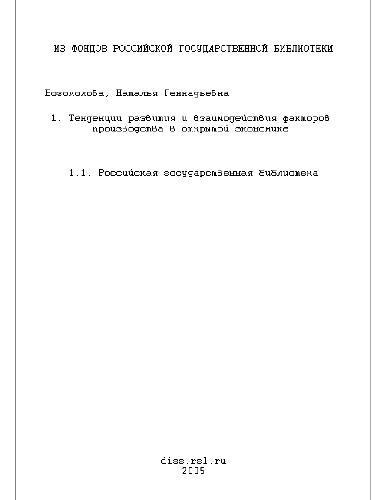 ИЗ ФОНДОВ РОССИЙСКОЙ ГОСУДАРСТВЕННОЙ БИБЛИОТЕКИ
Богомолова, Наталья Геннадьевна
1. Тенденции развития и взаимодействия факторов
производства в открытой экономике
1.1. Российская государственная библиотека
diss.rsl.ru
2005